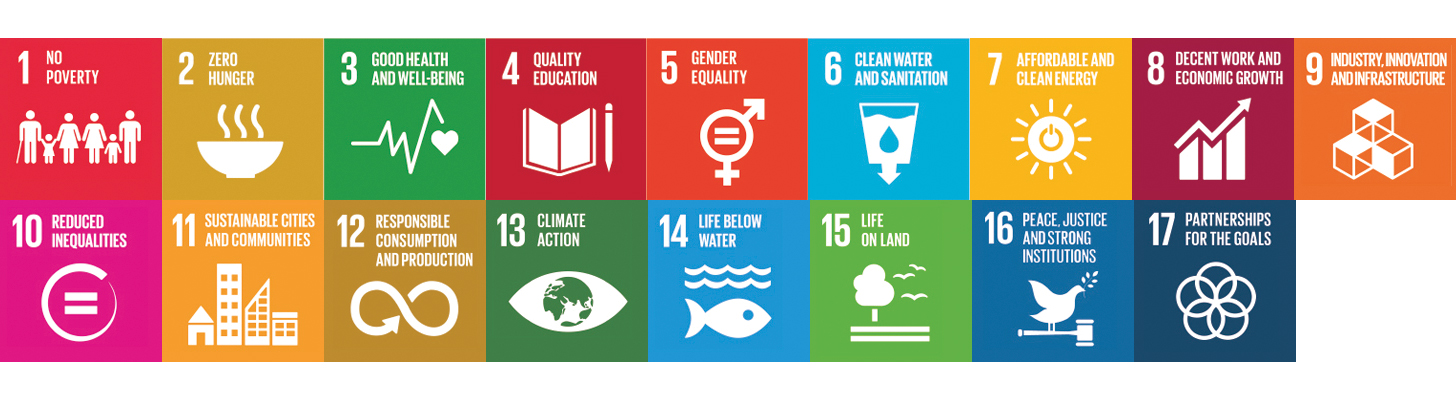 1 NO
POVERTY
2 ZERO
HUNGER
3 GOOD HEALTH
AND WELL-BEING
4 QUALITY
EDUCATION
5 GENDER
EQUALITY
6 CLEAN WATER
AND SANITATION
7 AFFORDABLE AND
CLEAN ENERGY
8 DECENT WORK AND
ECONOMIC GROWTH
9 INDUSTRY, INNOVATION
AND INFRASTRUCTURE
10 REDUCED
INEQUALITIES
11 SUSTAINABLE CITIES
AND COMMUNITIES
12 RESPONSIBLE
CONSUMPTION
AND PRODUCTION
13 CLIMATE
ACTION
14 LIFE BELOW
WATER
15 LIFE
ON LAND
16 PEACE, JUSTICE
AND STRONG
INSTITUTIONS
17 PARTNERSHIPS
FOR THE GOALS